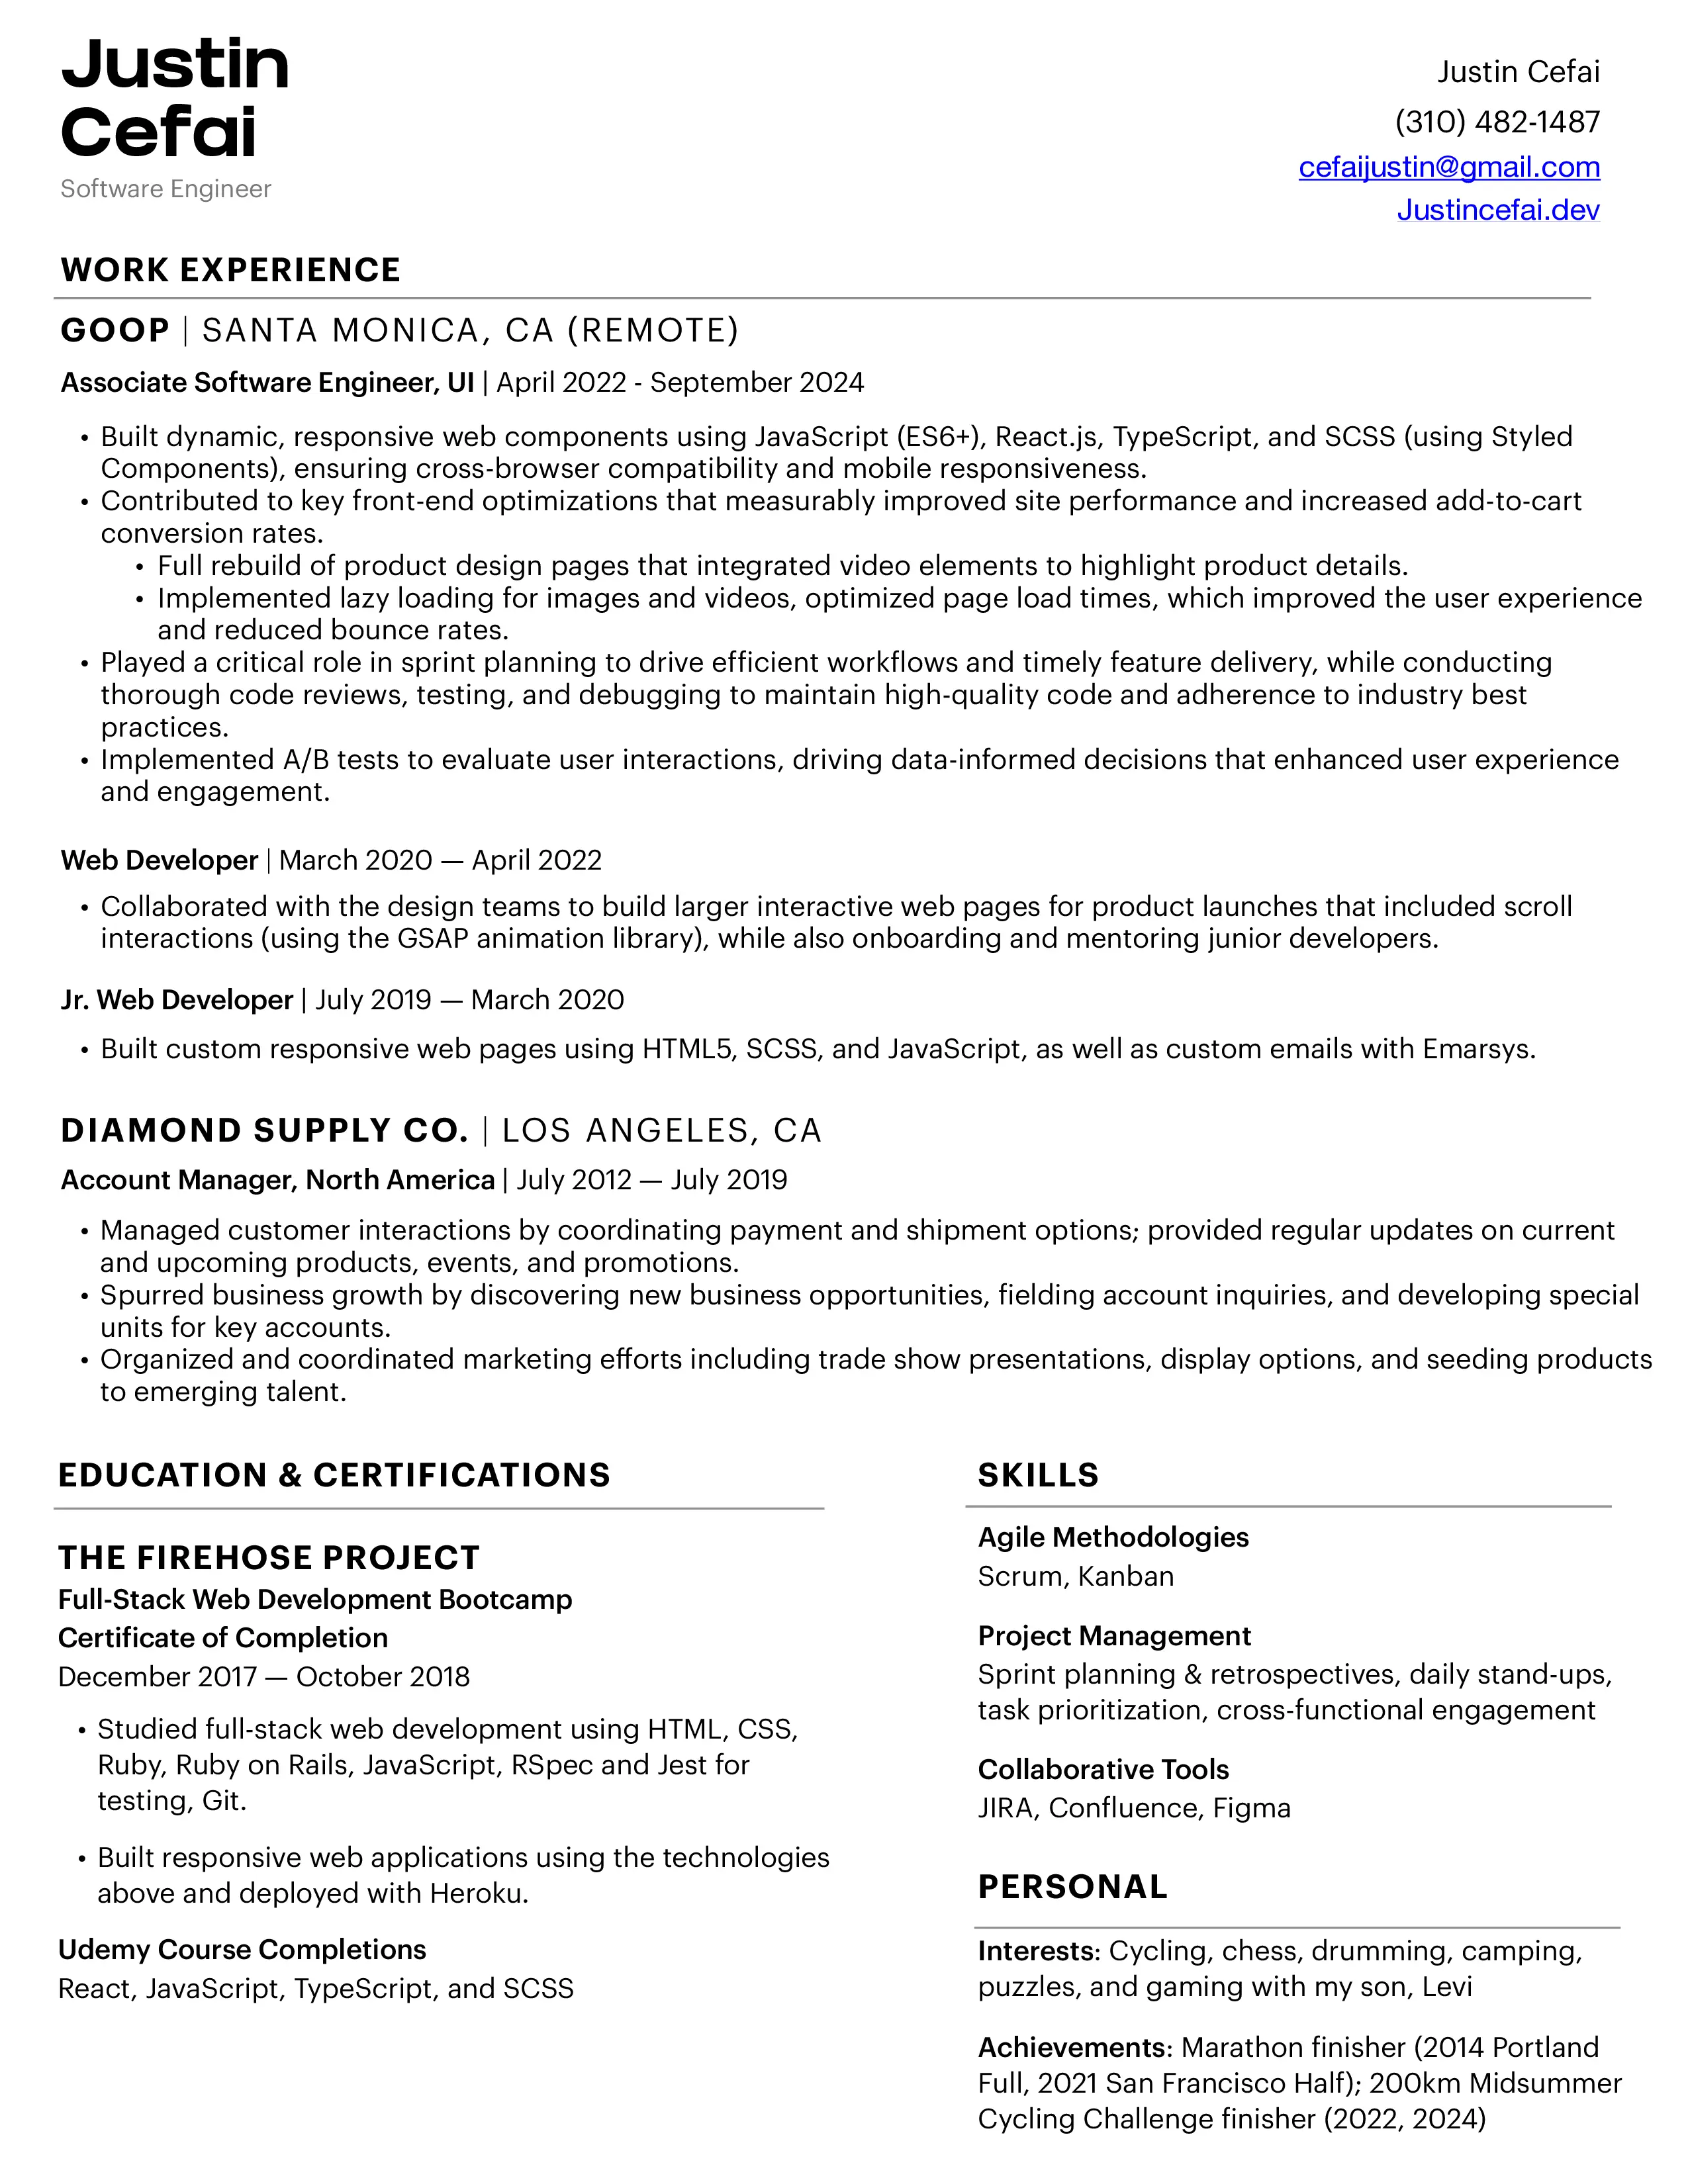 Justin
Cefai
Software Engineer
Justin Cefai
(310) 482-1487
cefaijustin@gmail.com
Justincefai.dev
WORK EXPERIENCE
GOOP | SANTA MONICA, CA (REMOTE)
Associate Software Engineer, UI | April 2022 - September 2024
• Built dynamic, responsive web components using JavaScript (ES6+), React.js, TypeScript, and SCSS (using Styled
Components), ensuring cross-browser compatibility and mobile responsiveness.
• Contributed to key front-end optimizations that measurably improved site performance and increased add-to-cart
conversion rates.
• Full rebuild of product design pages that integrated video elements to highlight product details.
• Implemented lazy loading for images and videos, optimized page load times, which improved the user experience
and reduced bounce rates.
• Played a critical role in sprint planning to drive efficient workflows and timely feature delivery, while conducting
thorough code reviews, testing, and debugging to maintain high-quality code and adherence to industry best
practices.
• Implemented A/B tests to evaluate user interactions, driving data-informed decisions that enhanced user experience
and engagement.
Web Developer | March 2020 — April 2022
• Collaborated with the design teams to build larger interactive web pages for product launches that included scroll
interactions (using the GSAP animation library), while also onboarding and mentoring junior developers.
Jr. Web Developer | July 2019 — March 2020
• Built custom responsive web pages using HTML5, SCSS, and JavaScript, as well as custom emails with Emarsys.
DIAMOND SUPPLY CO. | LOS ANGELES, CA
Account Manager, North America | July 2012 — July 2019
• Managed customer interactions by coordinating payment and shipment options; provided regular updates on current
and upcoming products, events, and promotions.
• Spurred business growth by discovering new business opportunities, fielding account inquiries, and developing special
units for key accounts.
• Organized and coordinated marketing efforts including trade show presentations, display options, and seeding products
to emerging talent.
EDUCATION & CERTIFICATIONS
THE FIREHOSE PROJECT
Full-Stack Web Development Bootcamp
Certificate of Completion
December 2017 — October 2018
• Studied full-stack web development using HTML, CSS,
Ruby, Ruby on Rails, JavaScript, RSpec and Jest for
testing, Git.
• Built responsive web applications using the technologies
above and deployed with Heroku.
Udemy Course Completions
React, JavaScript, TypeScript, and SCSS
SKILLS
Agile Methodologies
Scrum, Kanban
Project Management
Sprint planning & retrospectives, daily stand-ups,
task prioritization, cross-functional engagement
Collaborative Tools
JIRA, Confluence, Figma
PERSONAL
Interests: Cycling, chess, drumming, camping,
puzzles, and gaming with my son, Levi
Achievements: Marathon finisher (2014 Portland
Full, 2021 San Francisco Half); 200km Midsummer
Cycling Challenge finisher (2022, 2024)